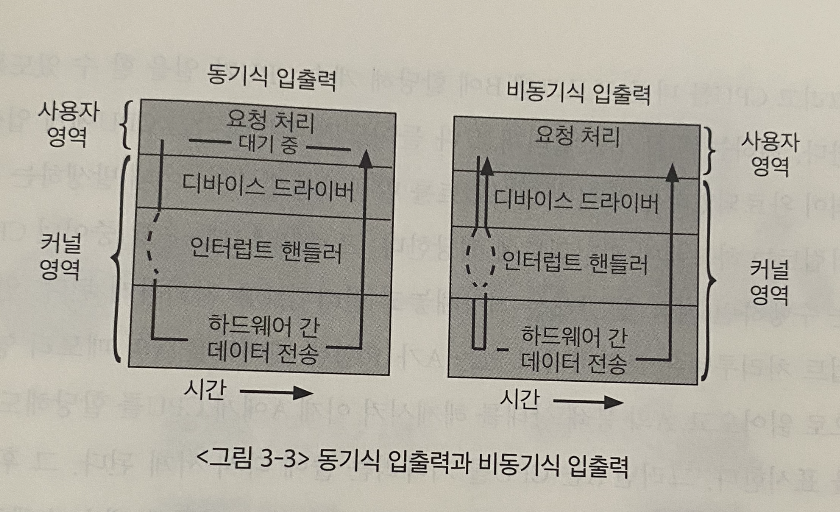 동기식 입출력
사용자
영역
요청 처리
대기 중
디바이스 드라이버
커널
영역
인터럽트 핸들러
하드웨어 간
데이터 전송
시간
비동기식 입출력
요청 처리
사용자
영역
디바이스 드라이버
인터럽트 핸들러
커널
영역
하드웨어 간
데이터 전송
시간
<그림 3-3> 동기식 입출력과 비동기식 입출력